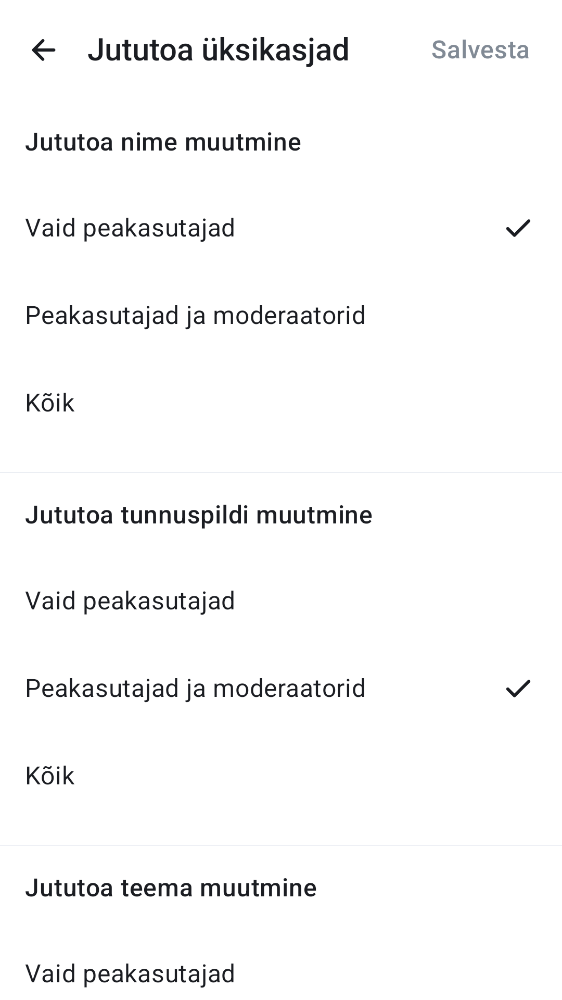 Jututoa üksikasjad
Salvesta
Jututoa nime muutmine
Vaid peakasutajad
Peakasutajad ja moderaatorid
Kõik
Jututoa tunnuspildi muutmine
Vaid peakasutajad
Peakasutajad ja moderaatorid
Kõik
Jututoa teema muutmine
Vaid peakasutajad